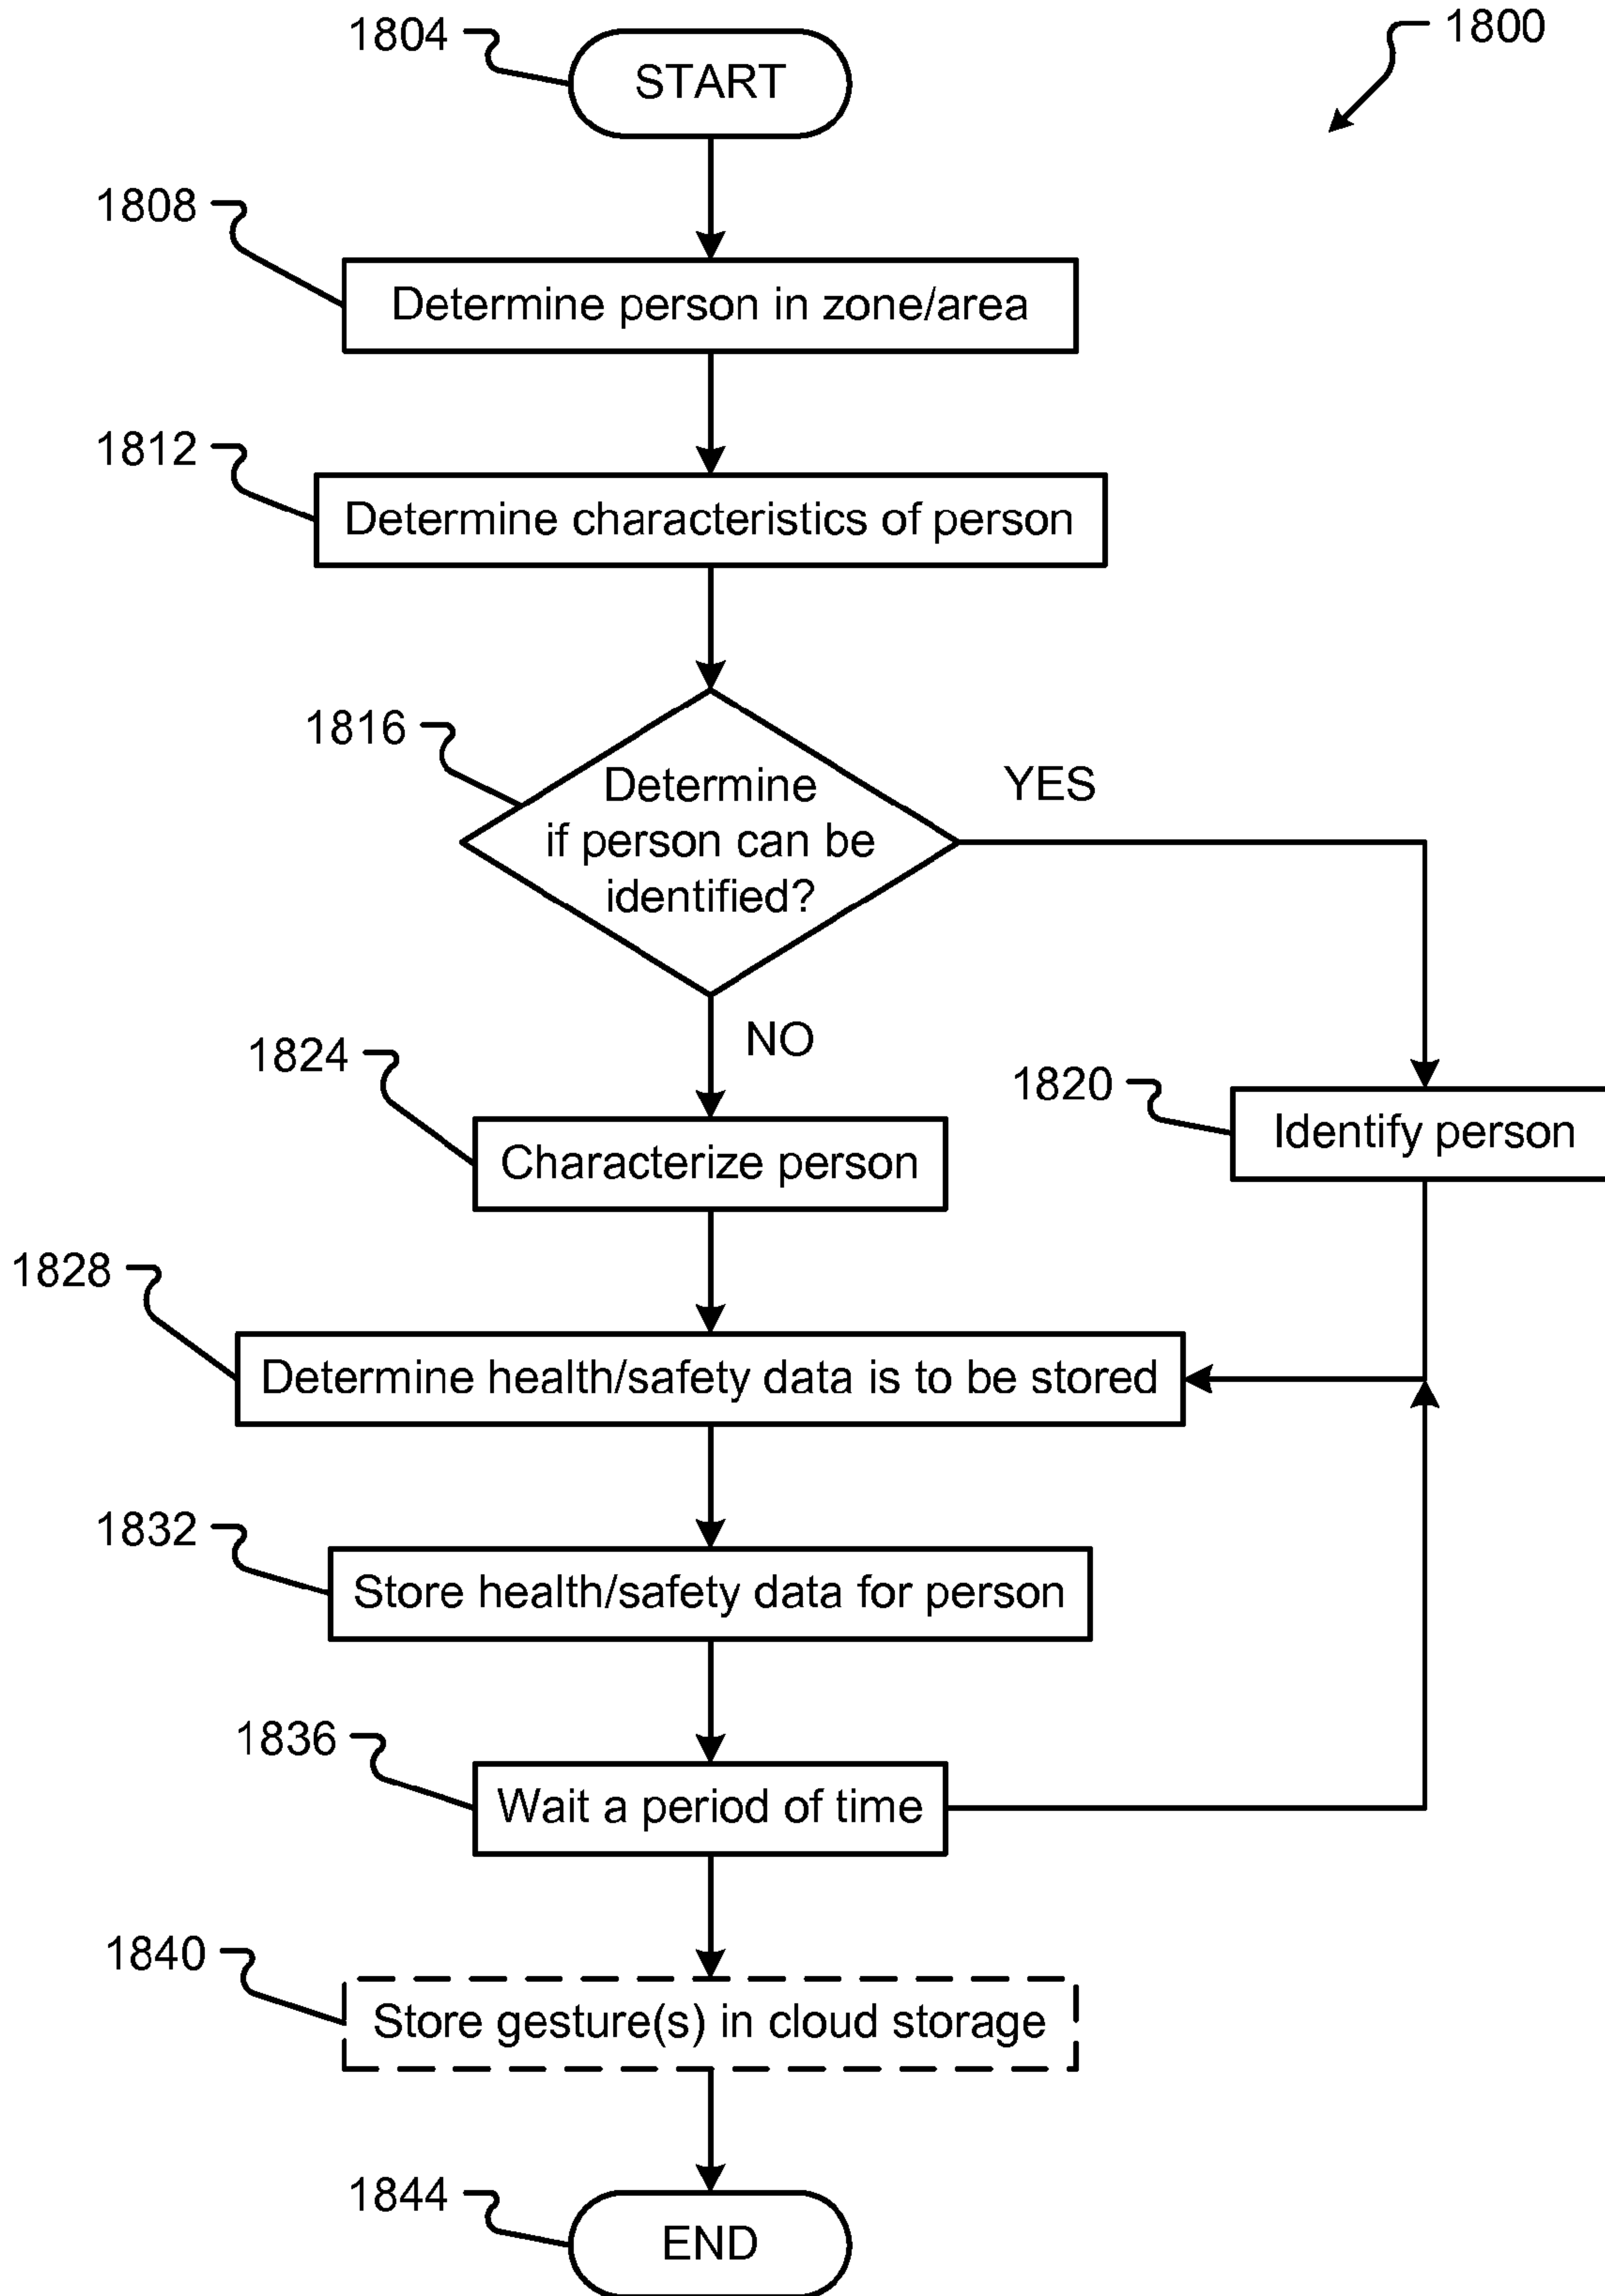 1800
1804
START
1808
Determine person in zone/area
1812
Determine characteristics of person
1816
Determine
if person can be
identified?
YES
NO
1824
Characterize person
1820
Identify person
1828
Determine health/safety data is to be stored
1832
Store health/safety data for person
1836
Wait a period of time
1840
Store gesture(s) in cloud storage
1844
END